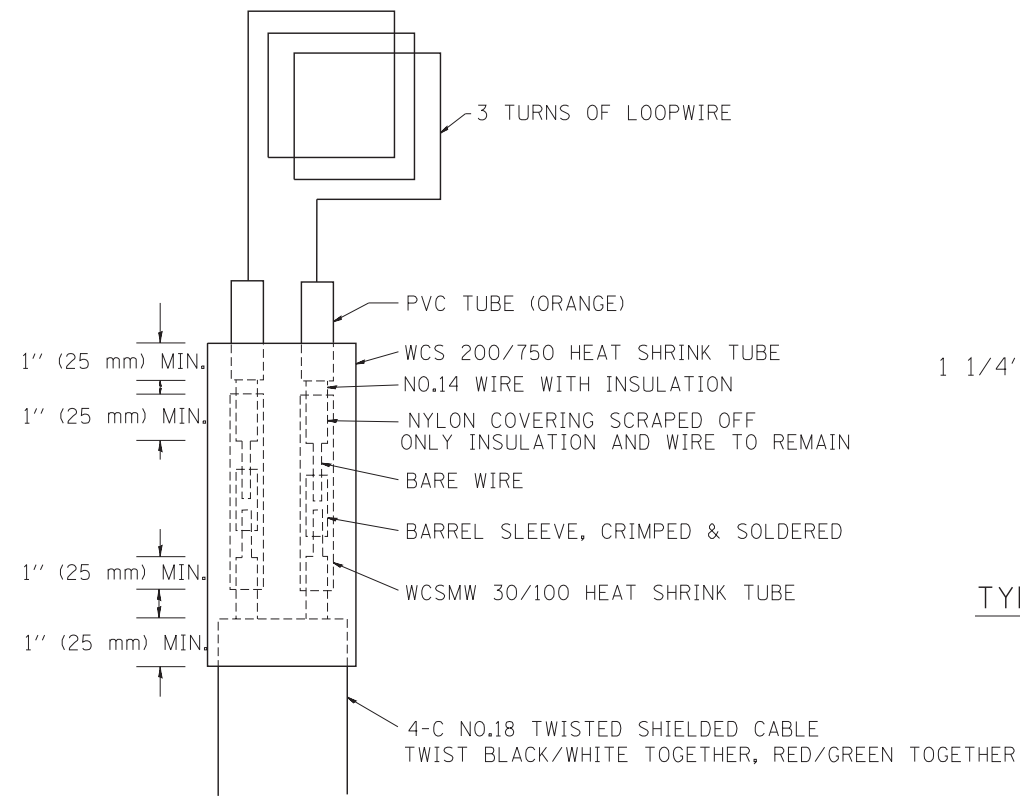 3 TURNS OF LOOPWIRE
PVC TUBE (ORANGE)
1'' (25 mm) MIN.
WCS 200/750 HEAT SHRINK TUBE
1 1/4'
NO.14 WIRE WITH INSULATION
1'' (25 mm) MIN.
NYLON COVERING SCRAPED OFF
ONLY INSULATION AND WIRE TO REMAIN
BARE WIRE
BARREL SLEEVE, CRIMPED & SOLDERED
1'' (25 mm) MIN.
WCSMW 30/100 HEAT SHRINK TUBE
1'' (25 mm) MIN.
4-C NO.18 TWISTED SHIELDED CABLE
TWIST BLACK/WHITE TOGETHER, RED/GREEN TOGETHER